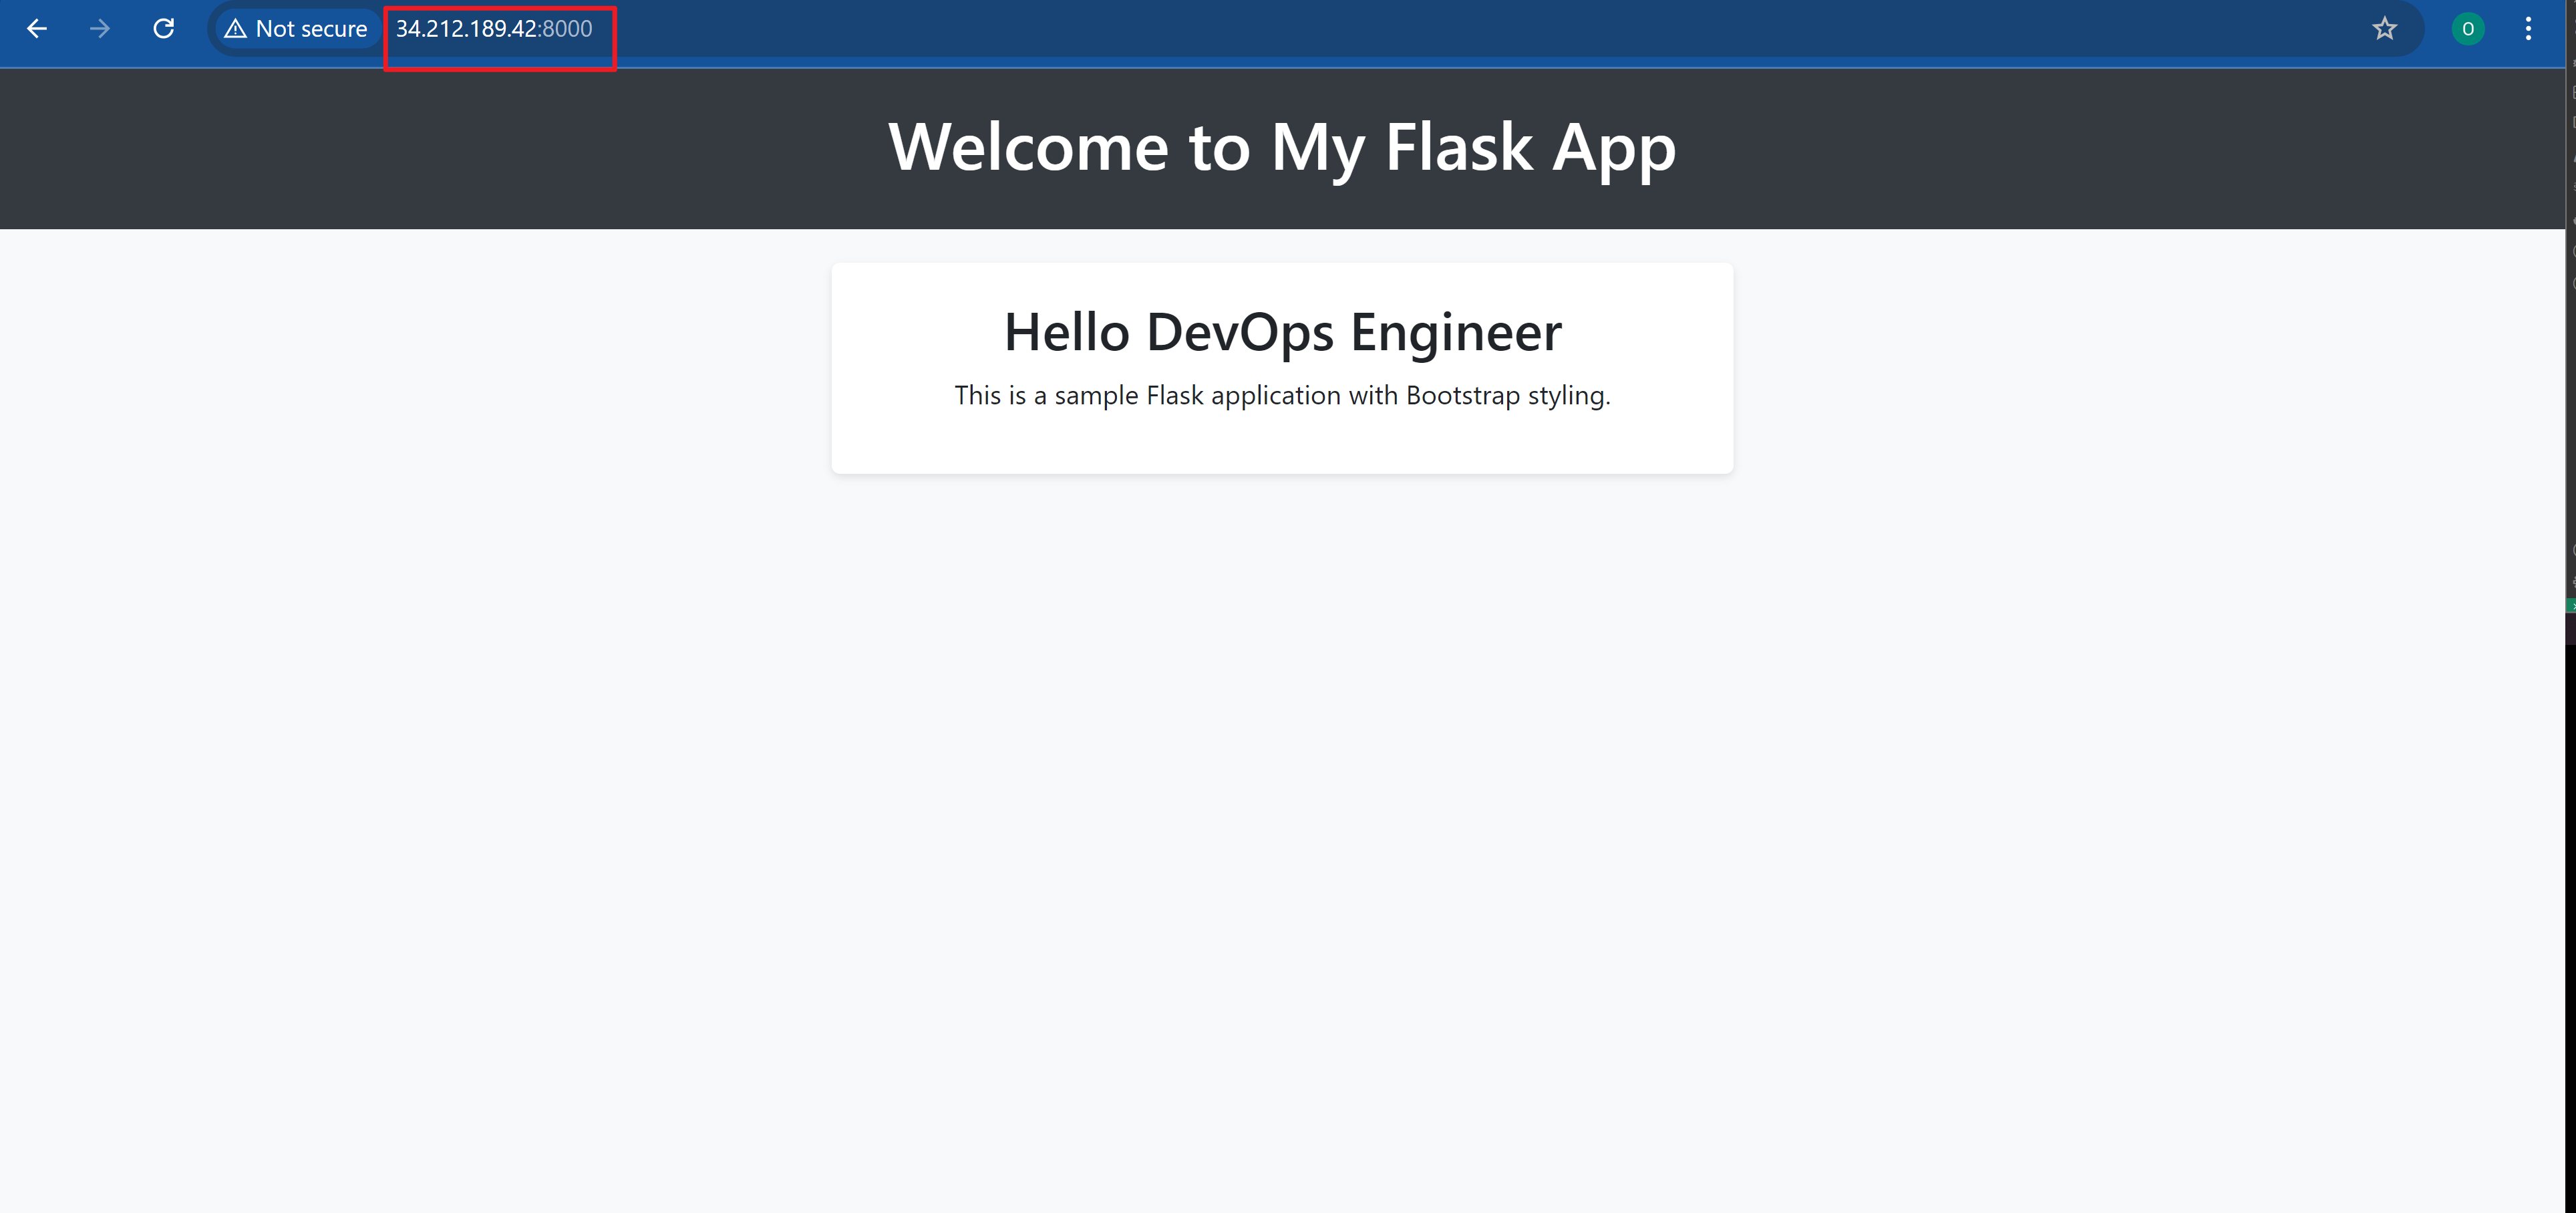 Not secure 34.212.189.42:8000
O
Welcome to My Flask App
Hello DevOps Engineer
This is a sample Flask application with Bootstrap styling.